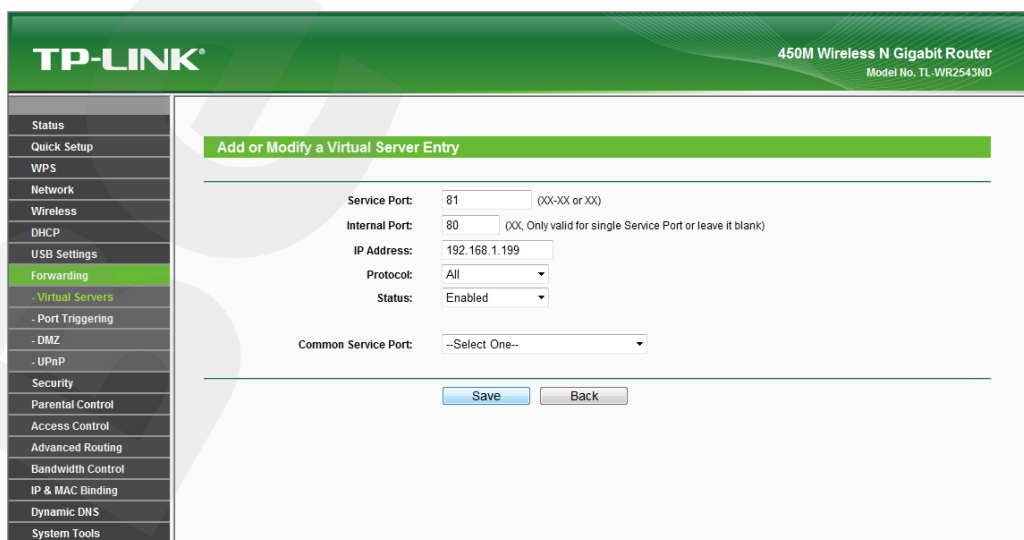 TP-LINK®
450M Wireless N Gigabit Router
Model No. TL-WR2543ND
Status
Quick Setup
WPS
Network
Wireless
DHCP
USB Settings
Forwarding
- Virtual Servers
- Port Triggering
- DMZ
- UPnP
Security
Parental Control
Access Control
Advanced Routing
Bandwidth Control
IP & MAC Binding
Dynamic DNS
System Tools
Add or Modify a Virtual Server Entry
Service Port: 81 (XX-XX or XX)
Internal Port: 80 (XX, Only valid for single Service Port or leave it blank)
IP Address: 192.168.1.199
Protocol: All
Status: Enabled
Common Service Port: --Select One--
Save Back